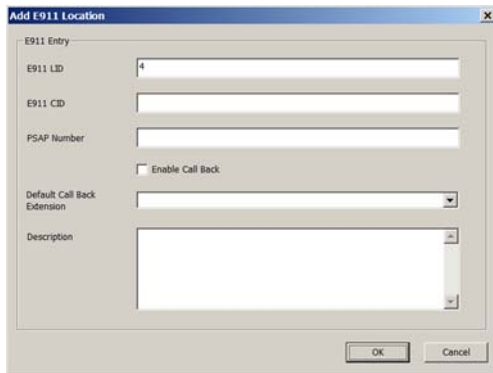 Add E911 Location
E911 Entry
E911 LID
4
E911 CID
PSAP Number
Enable Call Back
Default Call Back
Extension
Description
OK
Cancel